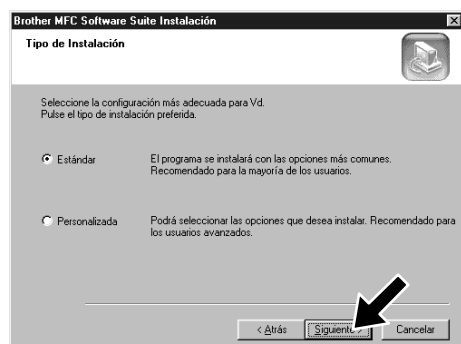 Brother MFC Software Suite Instalación
Tipo de Instalación
Seleccione la configuración más adecuada para Vd.
Pulse el tipo de instalación preferida.
Estándar
El programa se instalará con las opciones más comunes.
Recomendado para la mayoría de los usuarios.
Personalizada
Podrá seleccionar las opciones que desea instalar. Recomendado para
los usuarios avanzados.
< Atrás
Siguiente >
Cancelar